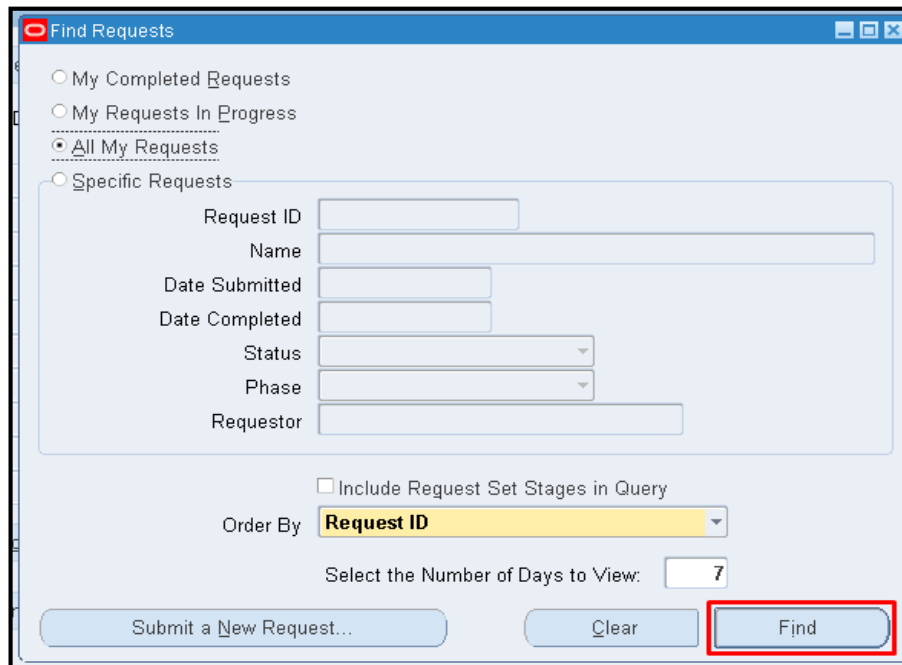 Find Requests
My Completed Requests
My Requests In Progress
All My Requests
Specific Requests
Request ID
Name
Date Submitted
Date Completed
Status
Phase
Requestor
Include Request Set Stages in Query
Order By Request ID
Select the Number of Days to View: 7
Submit a New Request... Clear Find